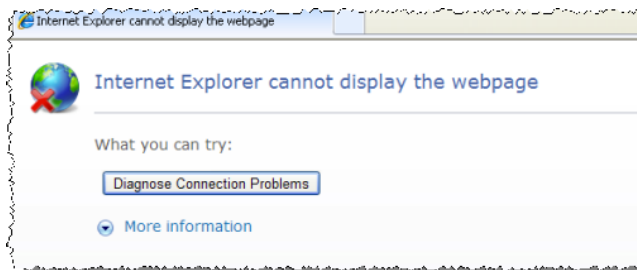 Internet Explorer cannot display the webpage
Internet Explorer cannot display the webpage
What you can try:
Diagnose Connection Problems
More information